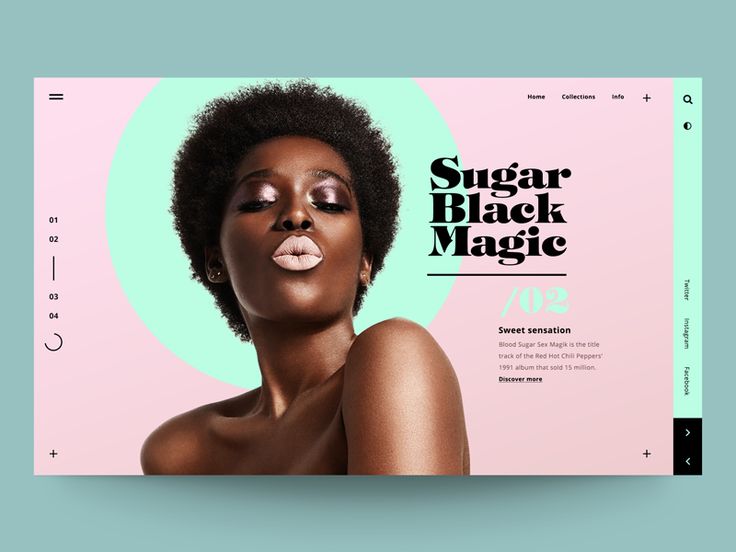 Home Collections Info
Sugar
Black
Magic
/02
Sweet sensation
Blood Sugar Sex Magik is the title
track of the Red Hot Chili Peppers'
1991 album that sold 15 million.
Discover more
01
02
03
04
Twitter
Instagram
Facebook